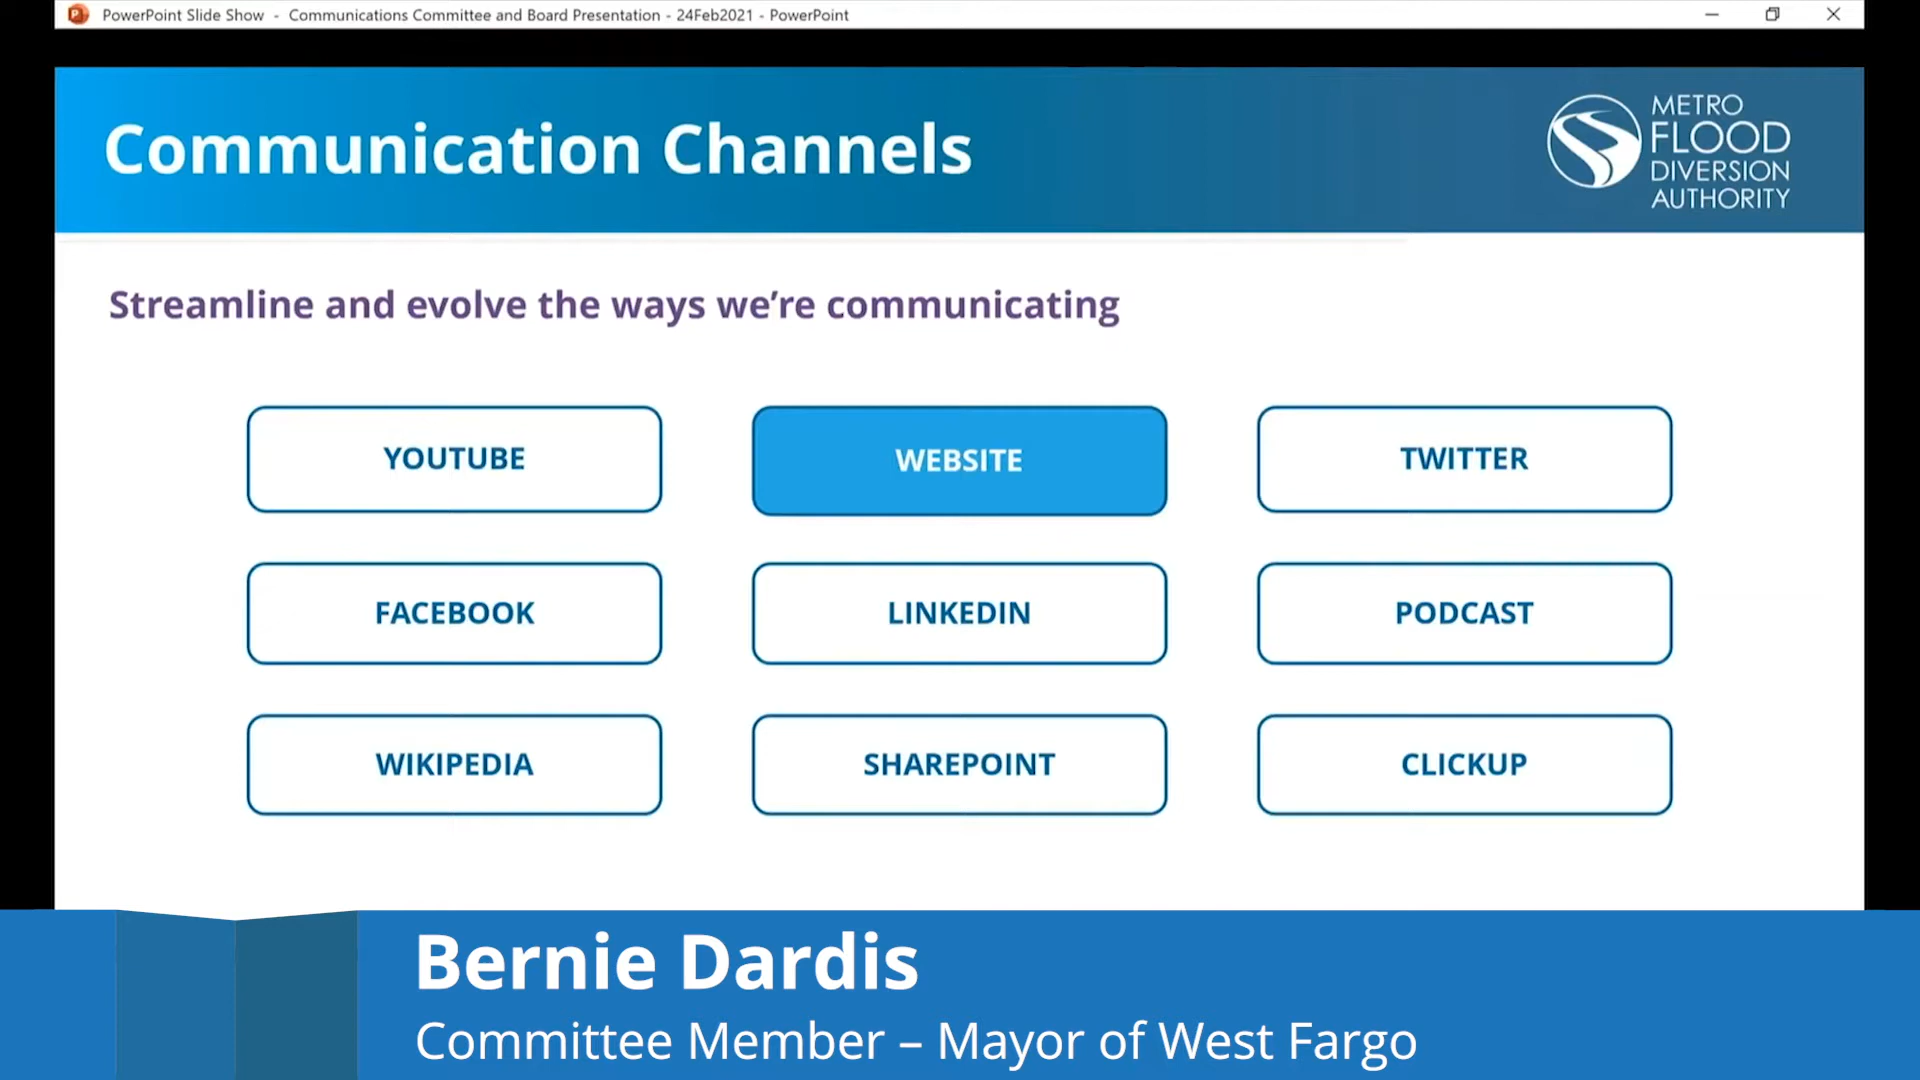 PowerPoint Slide Show - Communications Committee and Board Presentation - 24Feb2021 - PowerPoint
Communication Channels
METRO
FLOOD
DIVERSION
AUTHORITY
Streamline and evolve the ways we’re communicating
YOUTUBE
WEBSITE
TWITTER
FACEBOOK
LINKEDIN
PODCAST
WIKIPEDIA
SHAREPOINT
CLICKUP
Bernie Dardis
Committee Member – Mayor of West Fargo